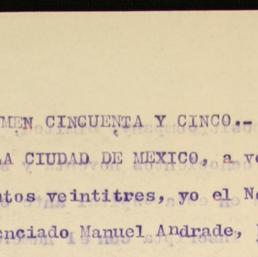 MEN CINCUENTA Y CINCO.-
LA CIUDAD DE MEXICO, a v
ntos veintitres, yo el N
enciado Manuel Andrade,